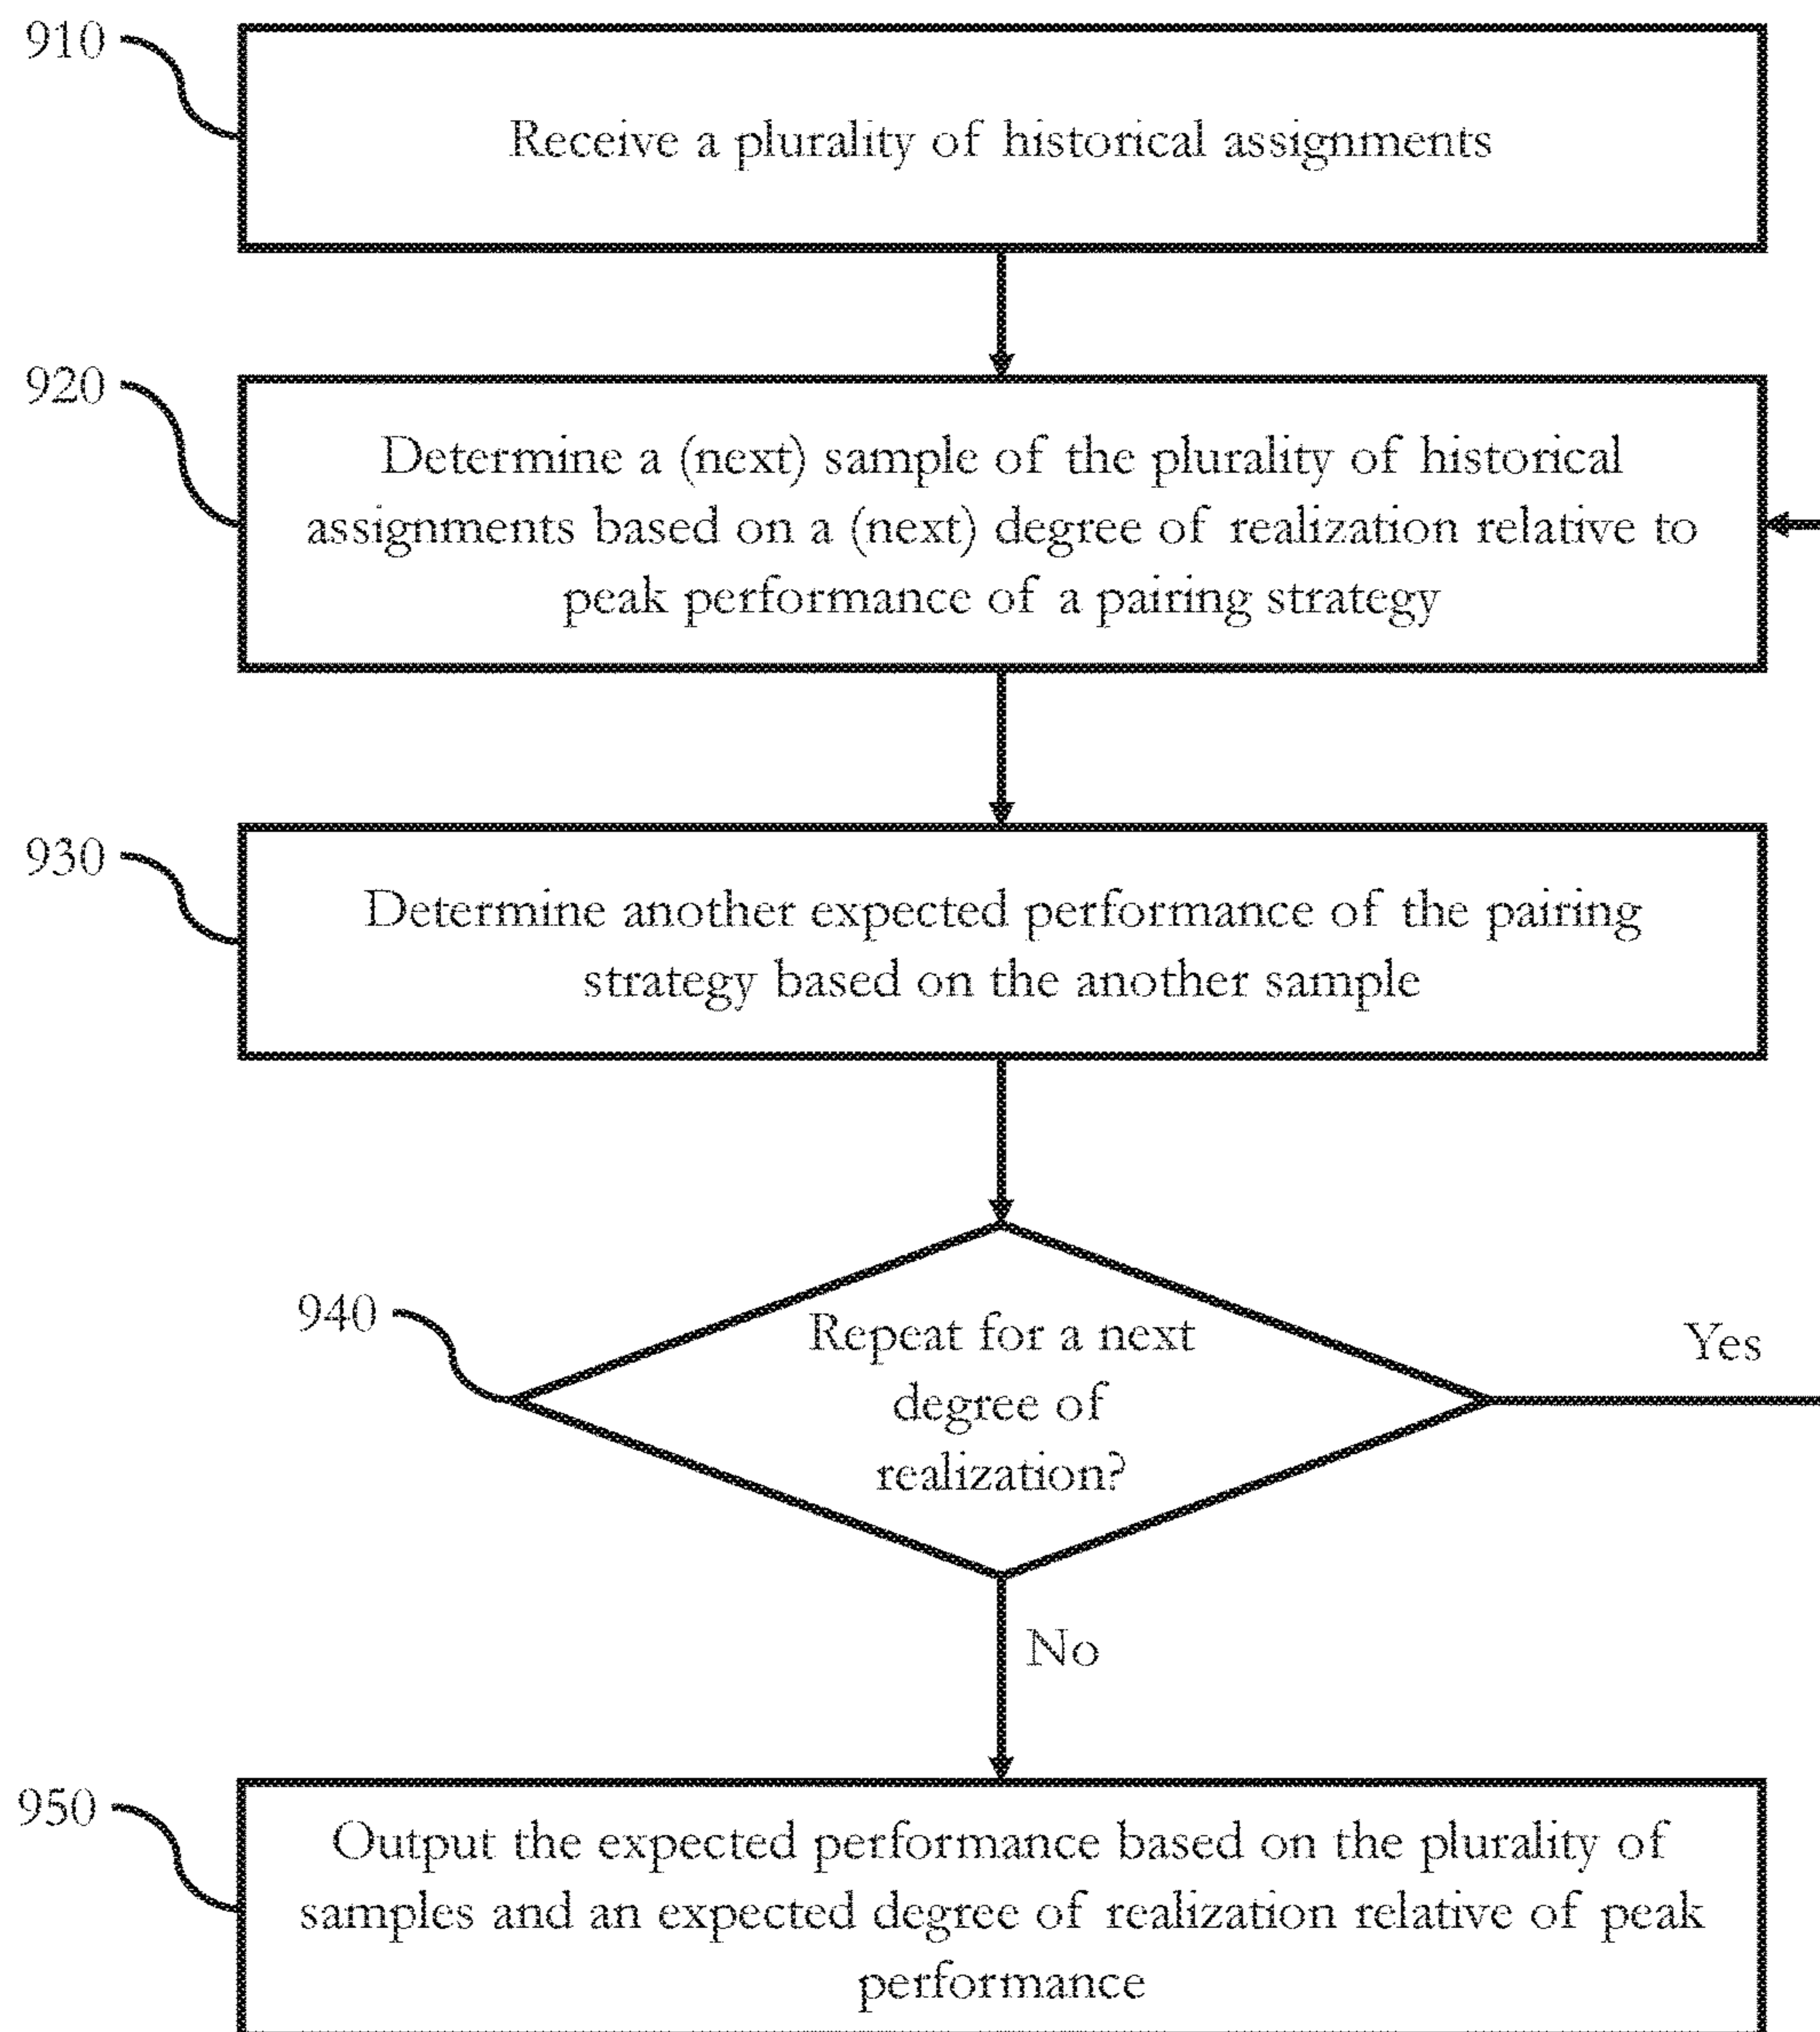 910
Receive a plurality of historical assignments
920
Determine a (next) sample of the plurality of historical
assignments based on a (next) degree of realization relative to
peak performance of a pairing strategy
930
Determine another expected performance of the pairing
strategy based on the another sample
940
Repeat for a next
degree of
realization?
Yes
No
950
Output the expected performance based on the plurality of
samples and an expected degree of realization relative of peak
performance